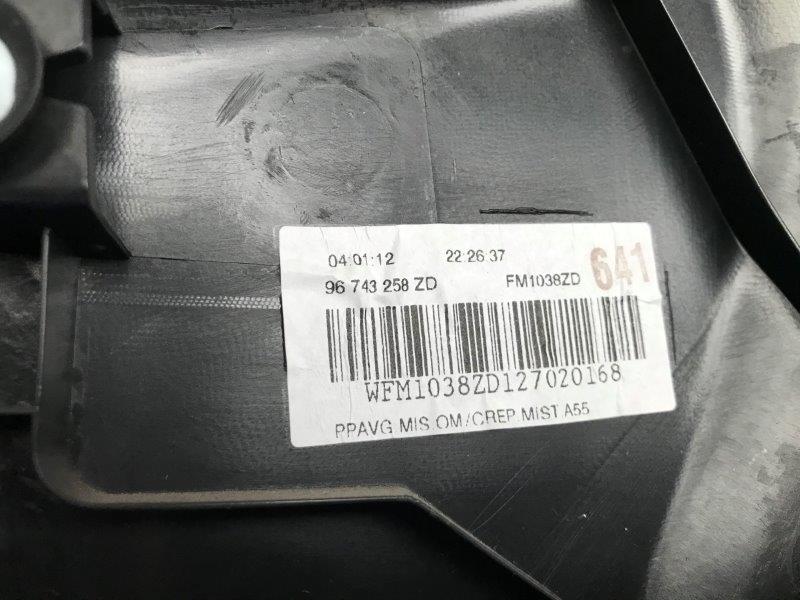 04:01:12 22:26:37
96 743 258 ZD FM1038ZD 641
WFM1038ZD127020168
PPAVG MIS OM/CREP MIST A55